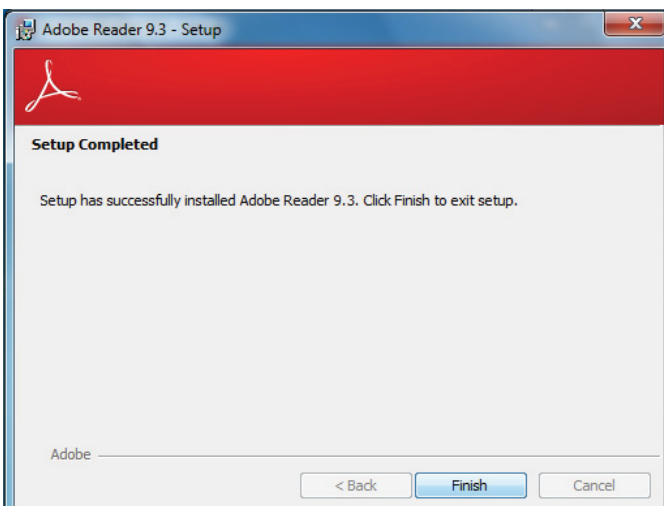 Adobe Reader 9.3 - Setup
Setup Completed
Setup has successfully installed Adobe Reader 9.3. Click Finish to exit setup.
Adobe
< Back Finish Cancel